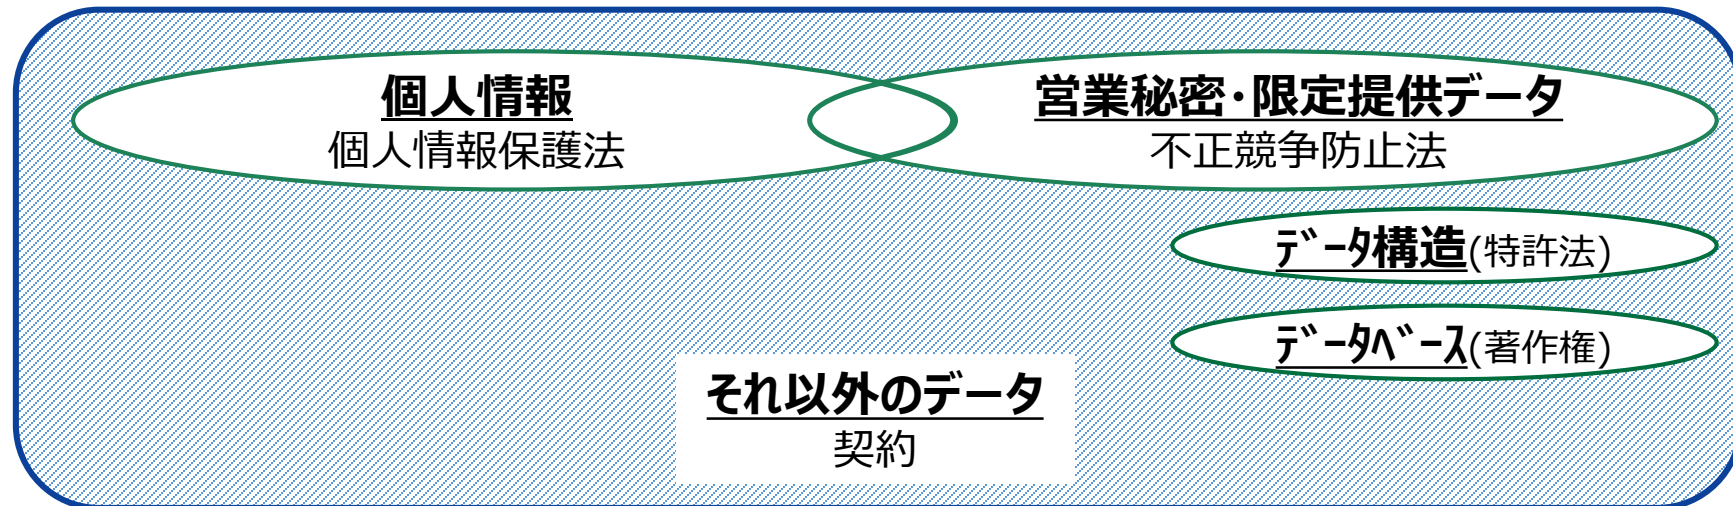 個人情報
個人情報保護法
営業秘密・限定提供データ
不正競争防止法
ﾃﾞｰﾀ構造(特許法)
ﾃﾞｰﾀﾍﾞｰｽ(著作権)
それ以外のデータ
契約